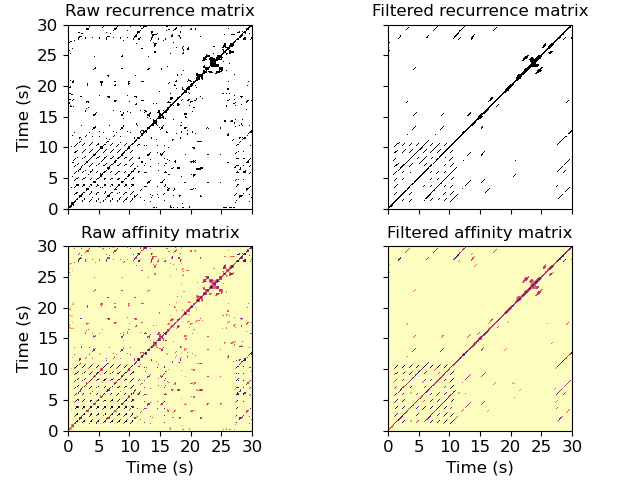 Raw recurrence matrix
Filtered recurrence matrix
30
25
20
15
10
5
0
Time (s)
Raw affinity matrix
Filtered affinity matrix
30
25
20
15
10
5
0
Time (s)
0 5 10 15 20 25 30
0 5 10 15 20 25 30
Time (s)
Time (s)